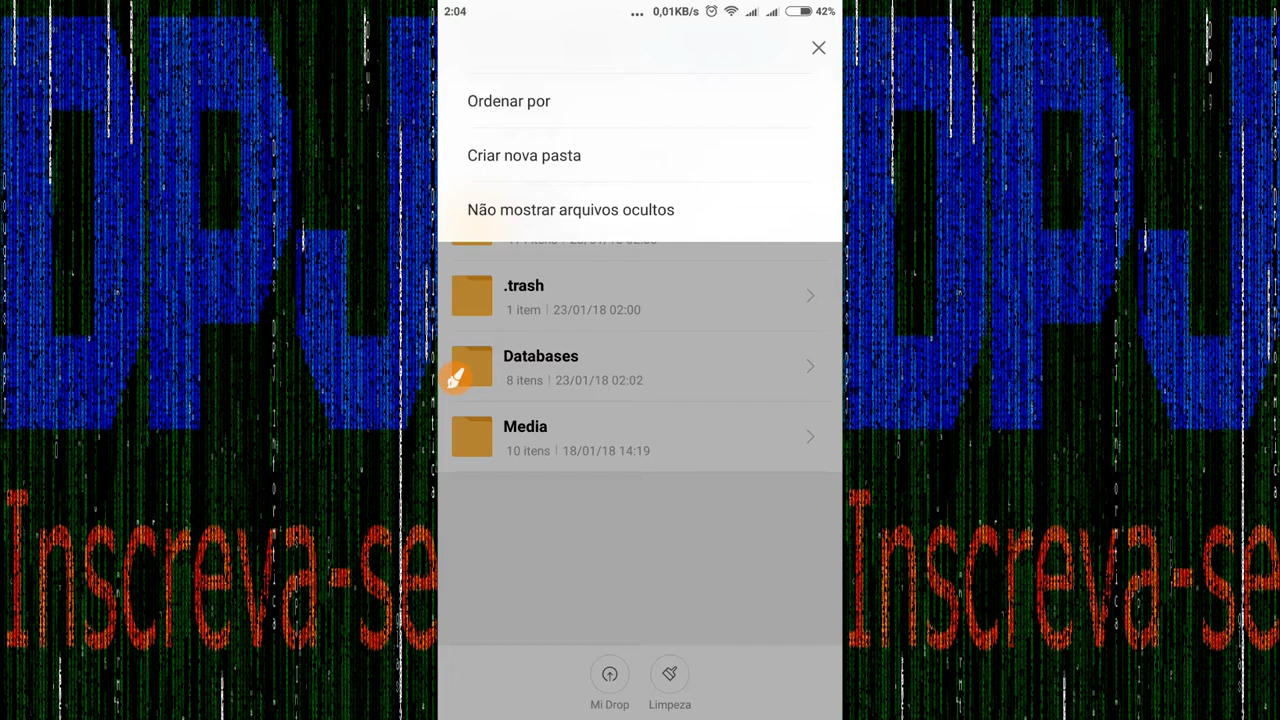 2:04
... 0,01KB/s 42%
Ordenar por
Criar nova pasta
Não mostrar arquivos ocultos
.trash
1 item | 23/01/18 02:00
Databases
8 itens | 23/01/18 02:02
Media
10 itens | 18/01/18 14:19
Mi Drop
Limpeza
DPJ
Inscreva-se
DPJ
Inscreva-se